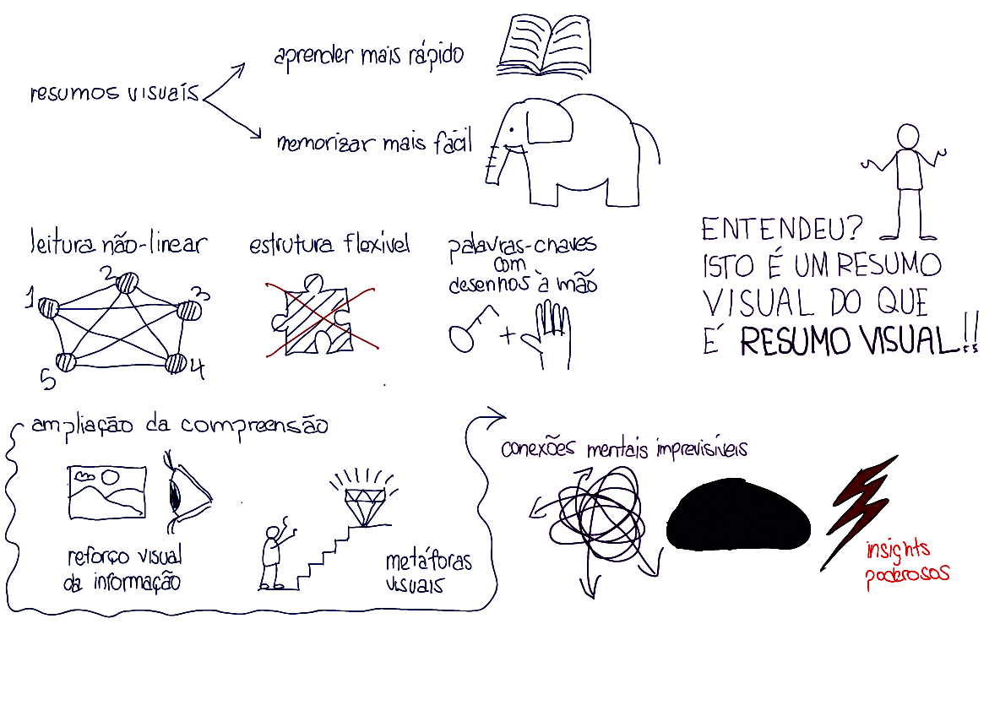 resumos visuais
aprender mais rápido
memorizar mais fácil
leitura não-linear
1
2
3
4
5
estrutura flexível
palavras-chaves
com
desenhos à mão
+
ENTENDEU?
ISTO É UM RESUMO
VISUAL DO QUE
É RESUMO VISUAL!!
ampliação da compreensão
reforço visual
da informação
metáforas
visuais
conexões mentais imprevisíveis
insights
poderosos